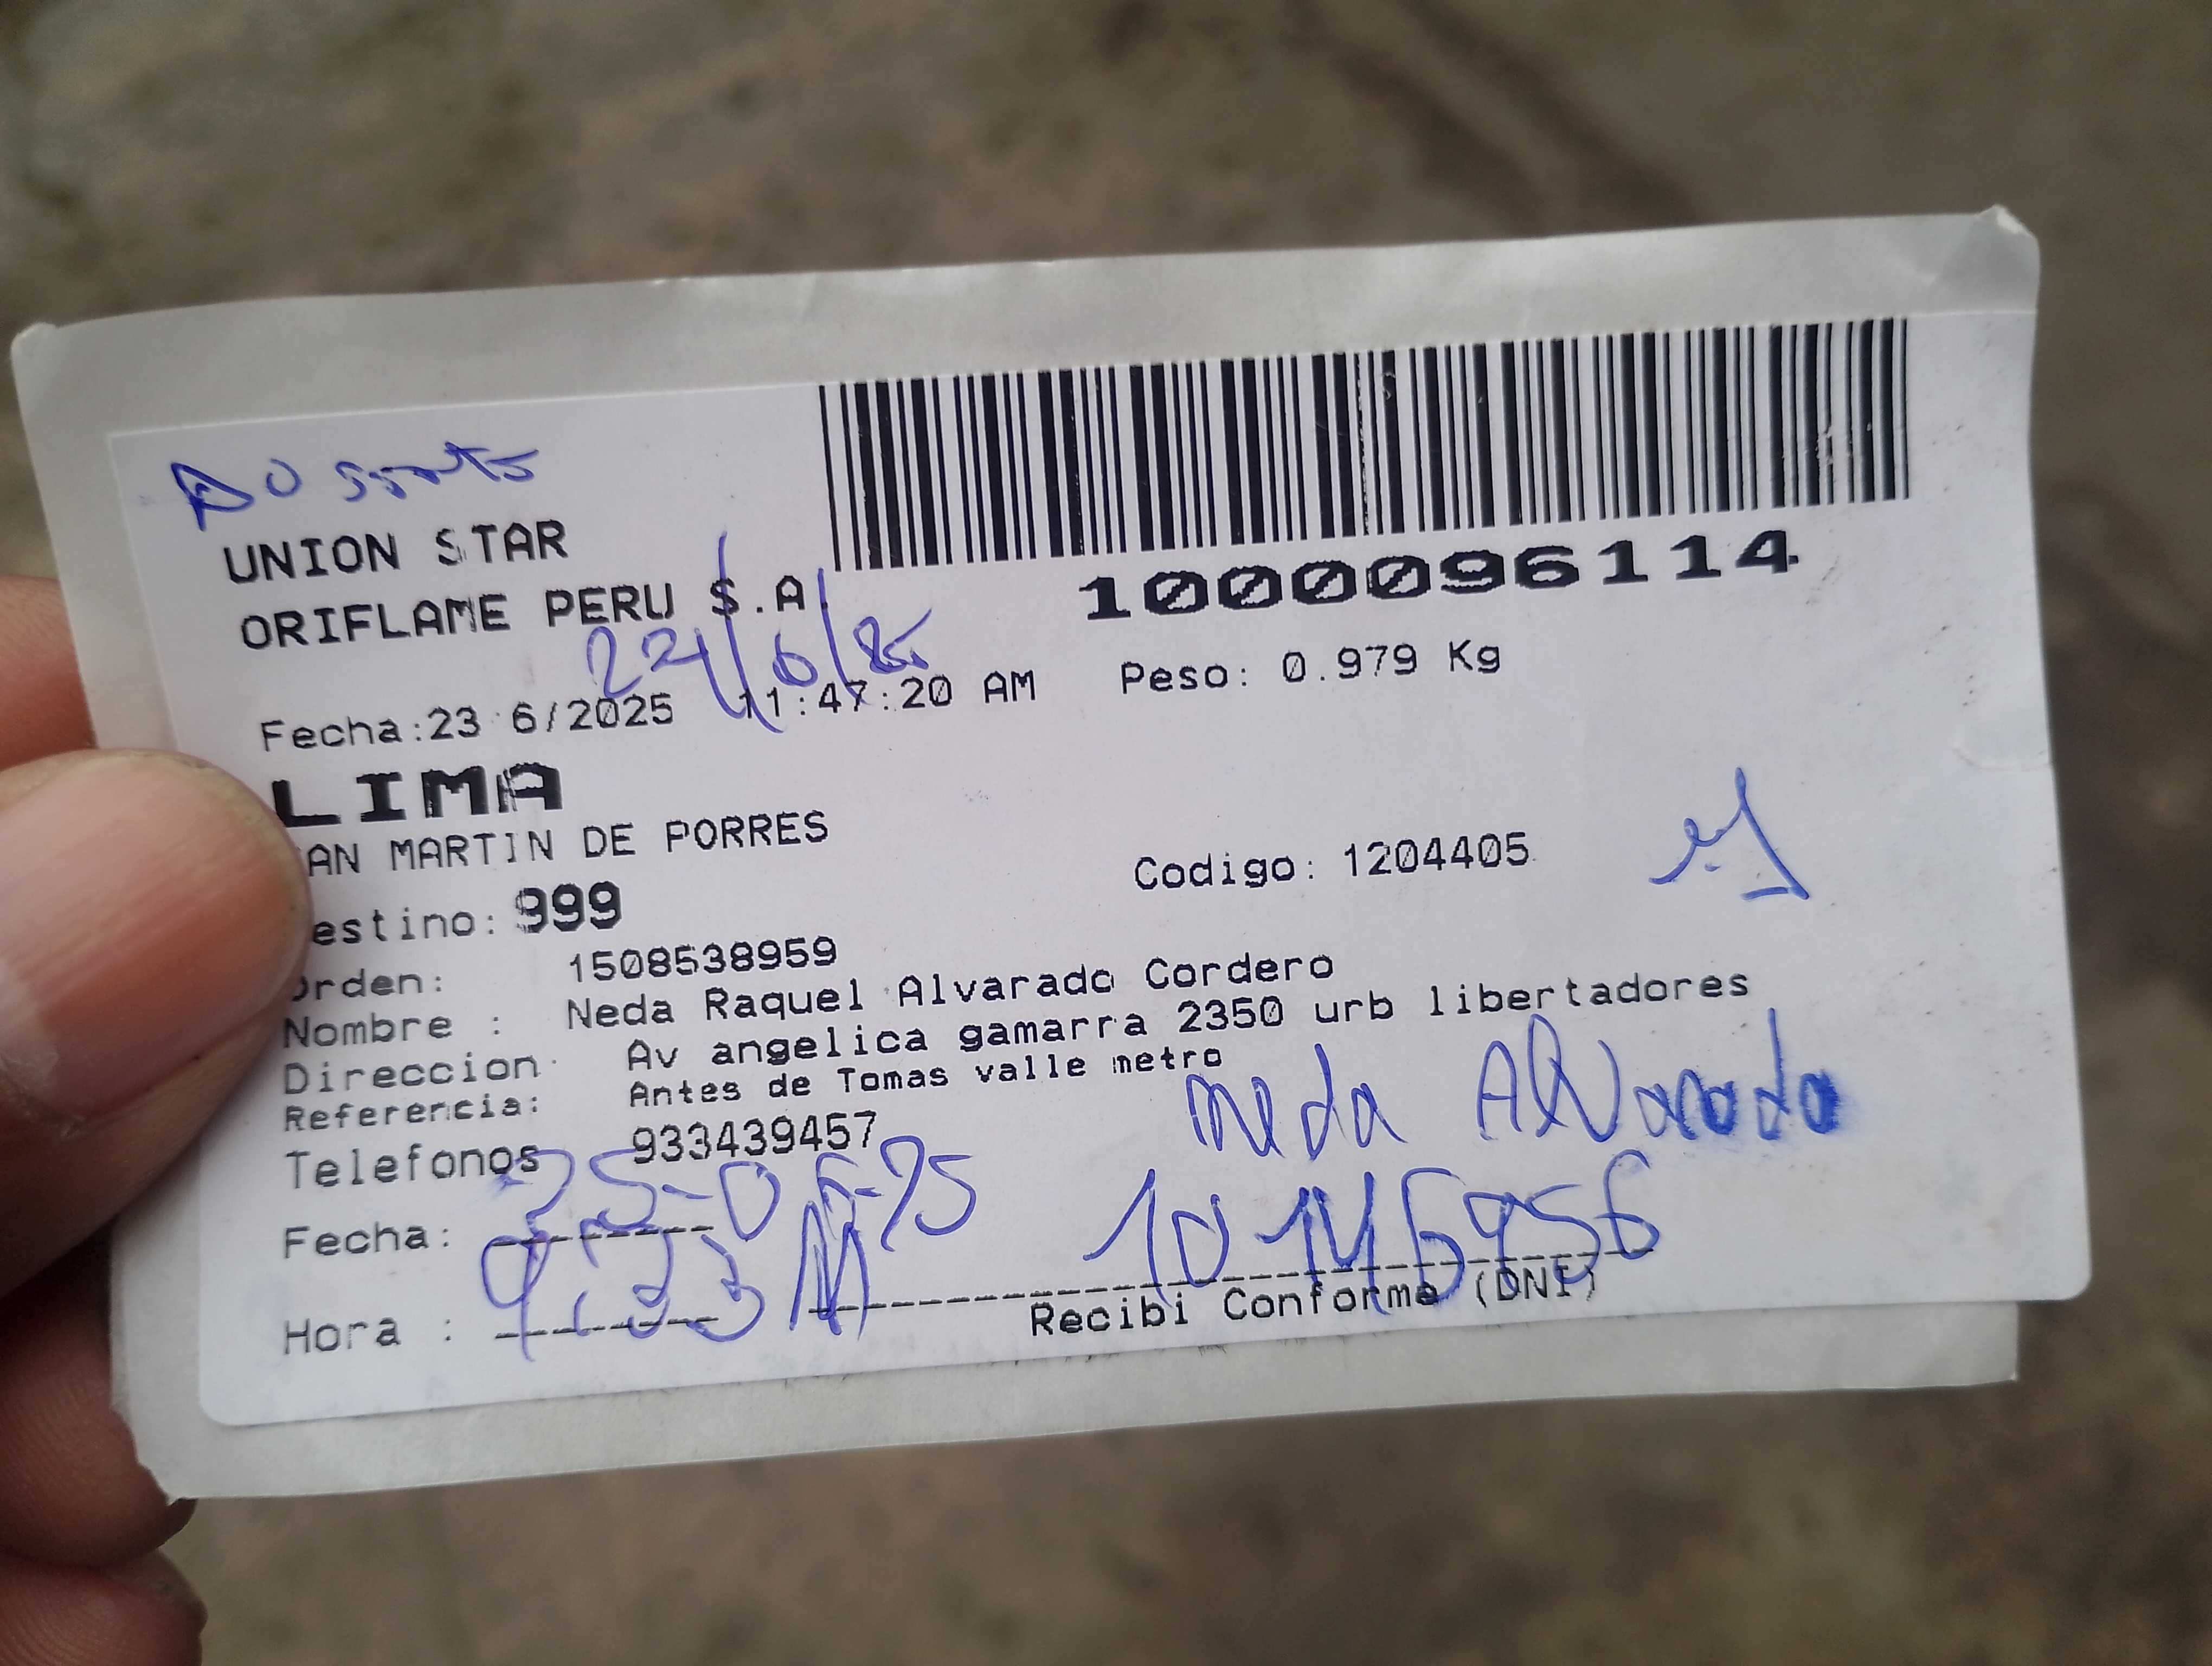 UNION STAR
ORIFLAME PERU S.A.
1000096114
24/6/25
Fecha:23 6/2025 11:47:20 AM Peso: 0.979 Kg
LIMA
AN MARTIN DE PORRES
Codigo: 1204405
estino: 999
Orden: 1508538959
Nombre : Neda Raquel Alvarado Cordero
Direccion Av angelica gamarra 2350 urb libertadores
Referencia: Antes de Tomas valle metro
Telefonos 933439457
Neda Alvarado
Fecha: 25-06-25
Hora :
Recibi Conforme (DNI)